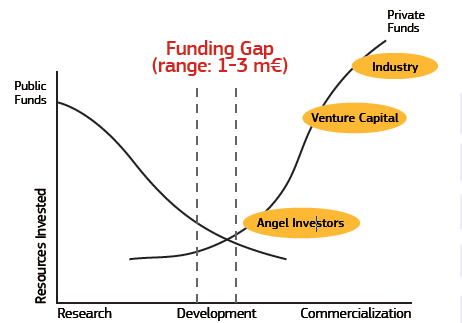 Private
Funds
Funding Gap
(range: 1-3 m€)
Industry
Public
Funds
Venture Capital
Angel Investors
Resources Invested
Research
Development
Commercialization